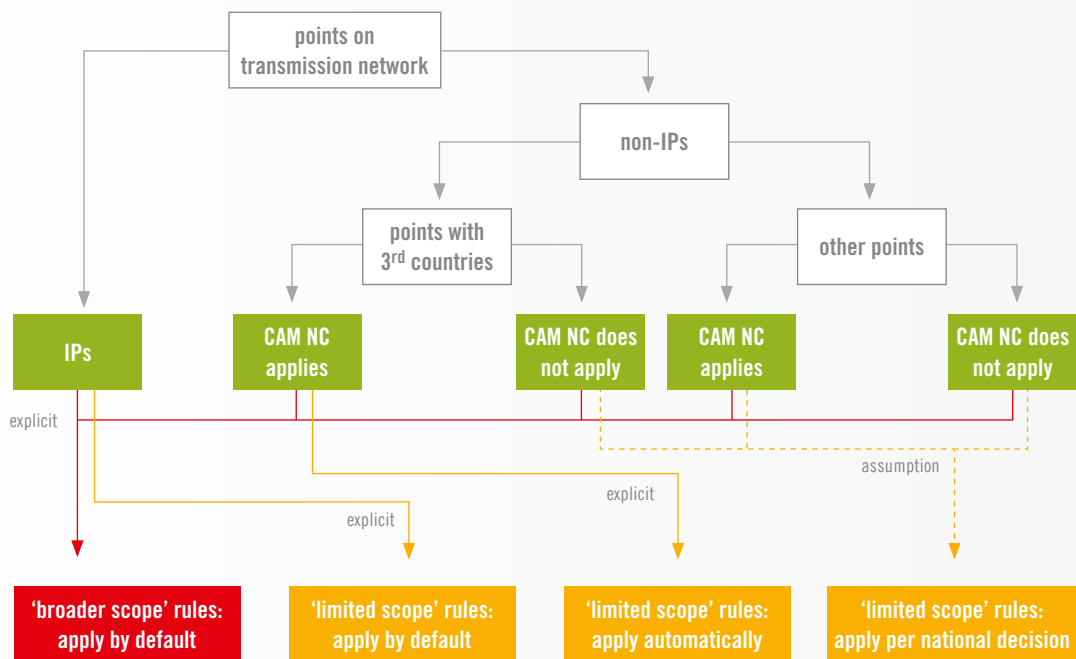 points on
transmission network
non-IPs
points with
3rd countries
other points
IPs
CAM NC
applies
CAM NC does
not apply
CAM NC
applies
CAM NC does
not apply
explicit
assumption
explicit
explicit
‘broader scope’ rules:
apply by default
‘limited scope’ rules:
apply by default
‘limited scope’ rules:
apply automatically
‘limited scope’ rules:
apply per national decision